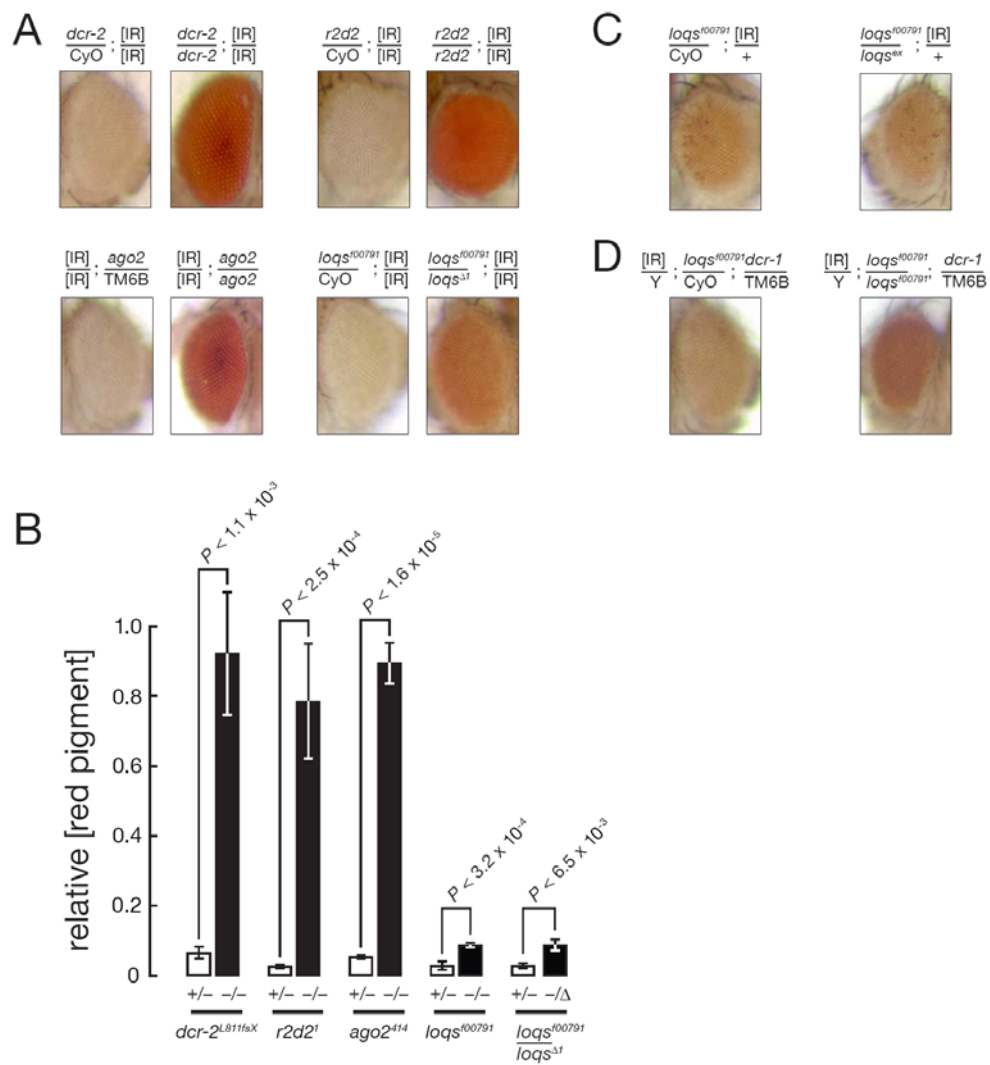 A
dcr-2 / CyO ; [IR] / [IR]
dcr-2 / dcr-2 ; [IR] / [IR]
r2d2 / CyO ; [IR] / [IR]
r2d2 / r2d2 ; [IR] / [IR]
[IR] / [IR] ; ago2 / TM6B
[IR] / [IR] ; ago2 / ago2
loqs^f00791 / CyO ; [IR] / [IR]
loqs^f00791 / loqs^Δ1 ; [IR] / [IR]
C
loqs^f00791 / CyO ; [IR] / +
loqs^f00791 / loqs^ex ; [IR] / +
D
[IR] / Y ; loqs^f00791 / CyO ; dcr-1 / TM6B
[IR] / Y ; loqs^f00791 / loqs^f00791 ; dcr-1 / TM6B
B
P < 1.1 x 10^-3
P < 2.5 x 10^-4
P < 1.6 x 10^-5
P < 3.2 x 10^-4
P < 6.5 x 10^-3
relative [red pigment]
1.0
0.8
0.6
0.4
0.2
0
+/– –/– +/– –/– +/– –/– +/– –/– +/– –/Δ
dcr-2^L811fsX r2d2^1 ago2^414 loqs^f00791 loqs^f00791 / loqs^Δ1